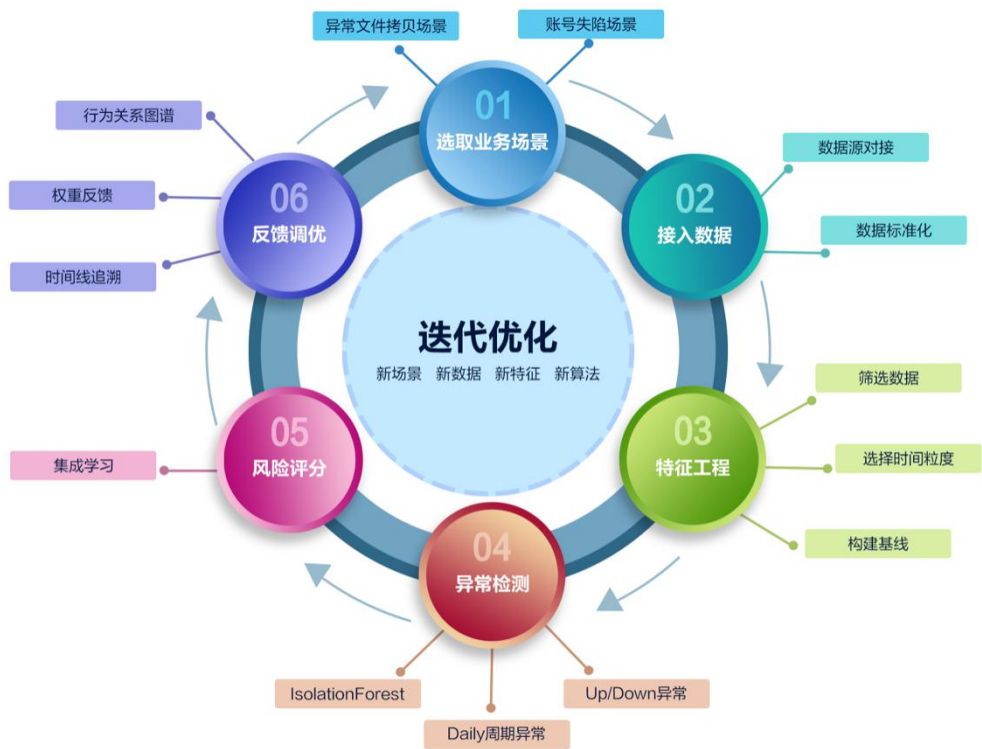 异常文件拷贝场景
账号失陷场景
01
选取业务场景
数据源对接
02
接入数据
数据标准化
筛选数据
03
特征工程
选择时间粒度
构建基线
04
异常检测
IsolationForest
Daily周期异常
Up/Down异常
05
风险评分
集成学习
行为关系图谱
06
反馈调优
权重反馈
时间线追溯
迭代优化
新场景 新数据 新特征 新算法